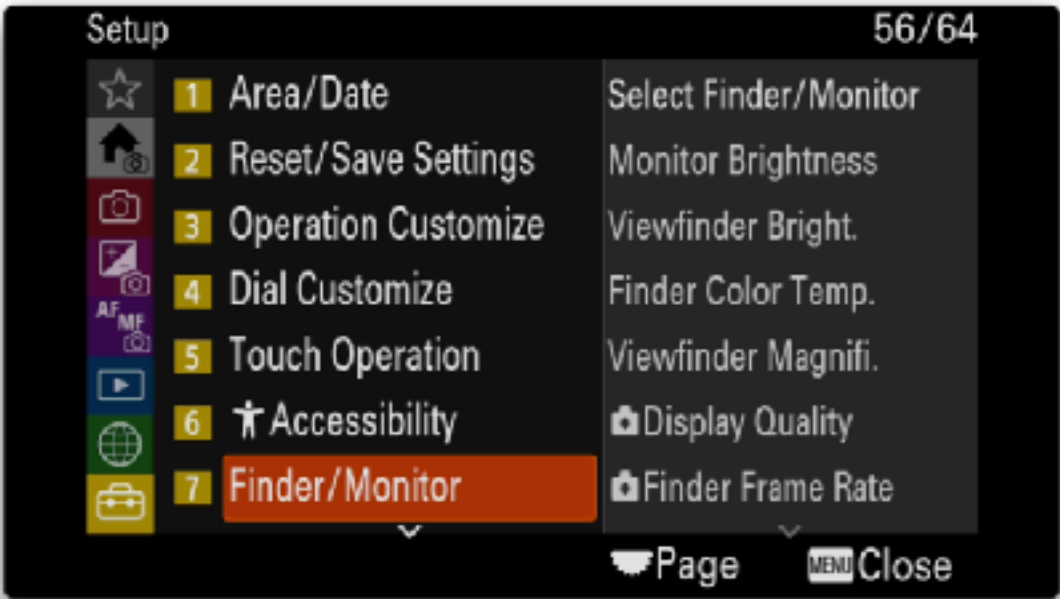 Setup
56/64
1 Area/Date
2 Reset/Save Settings
3 Operation Customize
4 Dial Customize
5 Touch Operation
6 Accessibility
7 Finder/Monitor
AF MF
Select Finder/Monitor
Monitor Brightness
Viewfinder Bright.
Finder Color Temp.
Viewfinder Magnifi.
Display Quality
Finder Frame Rate
Page
MENU Close